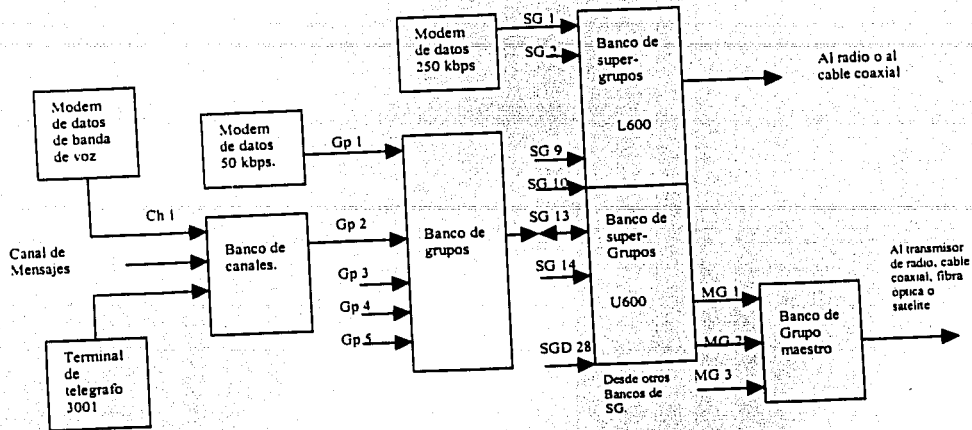 Modem
de datos
250 kbps
SG 1
SG 2
Banco de
super-
grupos
L600
Al radio o al
cable coaxial
Modem
de datos
de banda
de voz
Modem
de datos
50 kbps.
Gp 1
SG 9
SG 10
Ch 1
Canal de
Mensajes
Banco de
canales.
Gp 2
Banco de
grupos
SG 13
Banco de
super-
Grupos
U600
Gp 3
Gp 4
Gp 5
SG 14
SGD 28
Terminal
de
telegrafo
3001
Desde otros
Bancos de
SG.
MG 1
MG 2
MG 3
Banco de
Grupo
maestro
Al transmisor
de radio, cable
coaxial, fibra
optica o
satelite